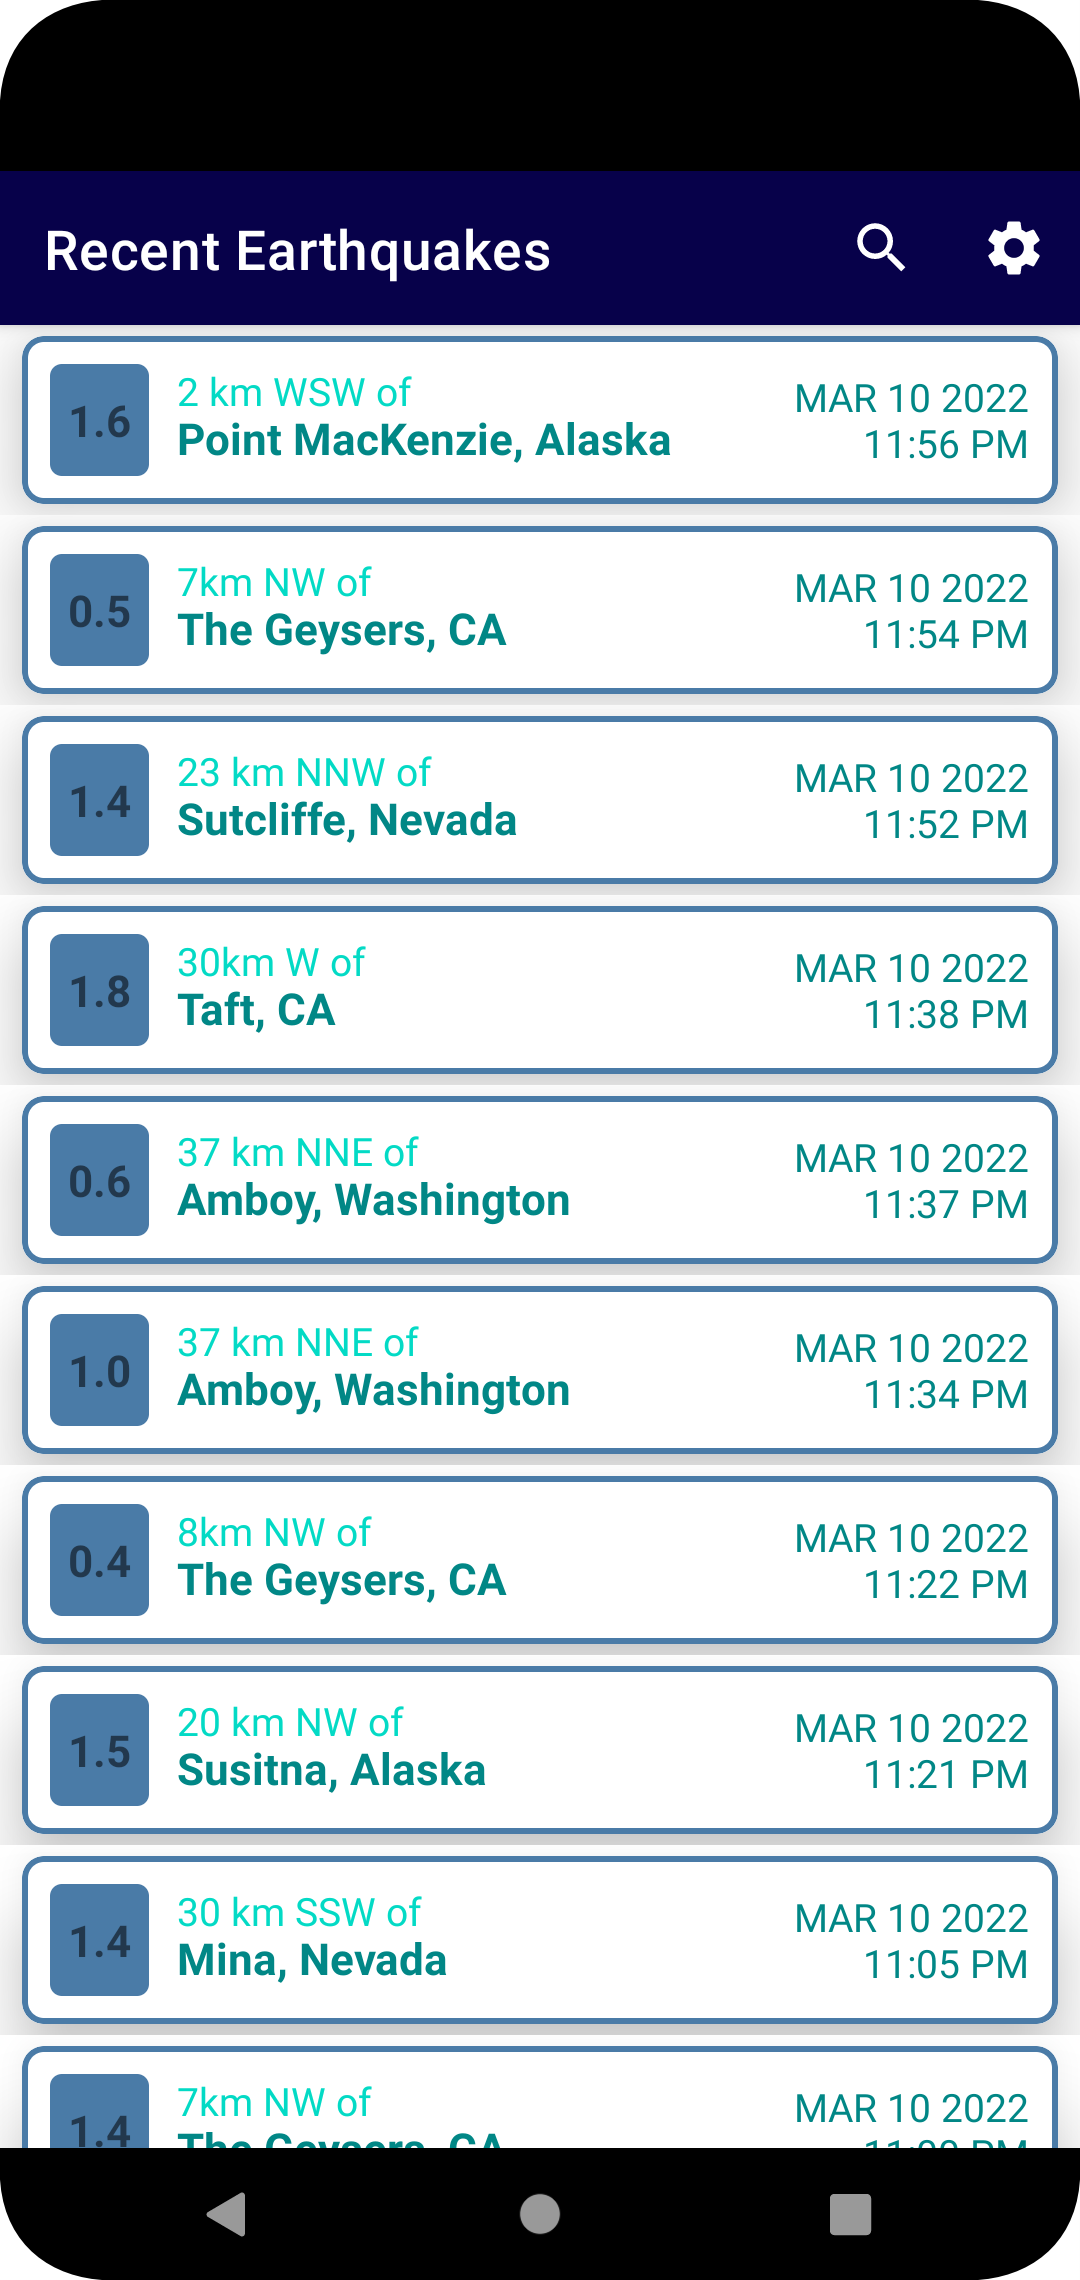 Recent Earthquakes
1.6
2 km WSW of
Point MacKenzie, Alaska
MAR 10 2022
11:56 PM
0.5
7km NW of
The Geysers, CA
MAR 10 2022
11:54 PM
1.4
23 km NNW of
Sutcliffe, Nevada
MAR 10 2022
11:52 PM
1.8
30km W of
Taft, CA
MAR 10 2022
11:38 PM
0.6
37 km NNE of
Amboy, Washington
MAR 10 2022
11:37 PM
1.0
37 km NNE of
Amboy, Washington
MAR 10 2022
11:34 PM
0.4
8km NW of
The Geysers, CA
MAR 10 2022
11:22 PM
1.5
20 km NW of
Susitna, Alaska
MAR 10 2022
11:21 PM
1.4
30 km SSW of
Mina, Nevada
MAR 10 2022
11:05 PM
1.4
7km NW of
The Geysers, CA
MAR 10 2022